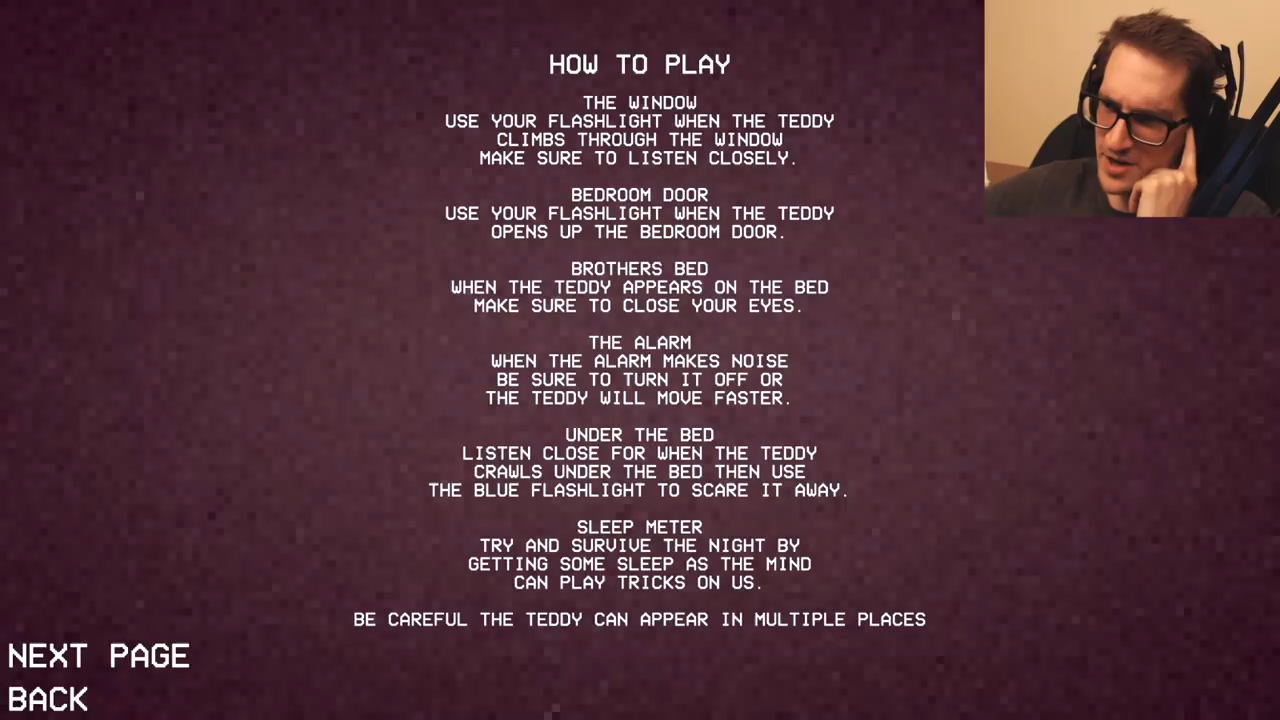 HOW TO PLAY
THE WINDOW
USE YOUR FLASHLIGHT WHEN THE TEDDY
CLIMBS THROUGH THE WINDOW
MAKE SURE TO LISTEN CLOSELY.
BEDROOM DOOR
USE YOUR FLASHLIGHT WHEN THE TEDDY
OPENS UP THE BEDROOM DOOR.
BROTHERS BED
WHEN THE TEDDY APPEARS ON THE BED
MAKE SURE TO CLOSE YOUR EYES.
THE ALARM
WHEN THE ALARM MAKES NOISE
BE SURE TO TURN IT OFF OR
THE TEDDY WILL MOVE FASTER.
UNDER THE BED
LISTEN CLOSE FOR WHEN THE TEDDY
CRAWLS UNDER THE BED THEN USE
THE BLUE FLASHLIGHT TO SCARE IT AWAY.
SLEEP METER
TRY AND SURVIVE THE NIGHT BY
GETTING SOME SLEEP AS THE MIND
CAN PLAY TRICKS ON US.
BE CAREFUL THE TEDDY CAN APPEAR IN MULTIPLE PLACES
NEXT PAGE
BACK